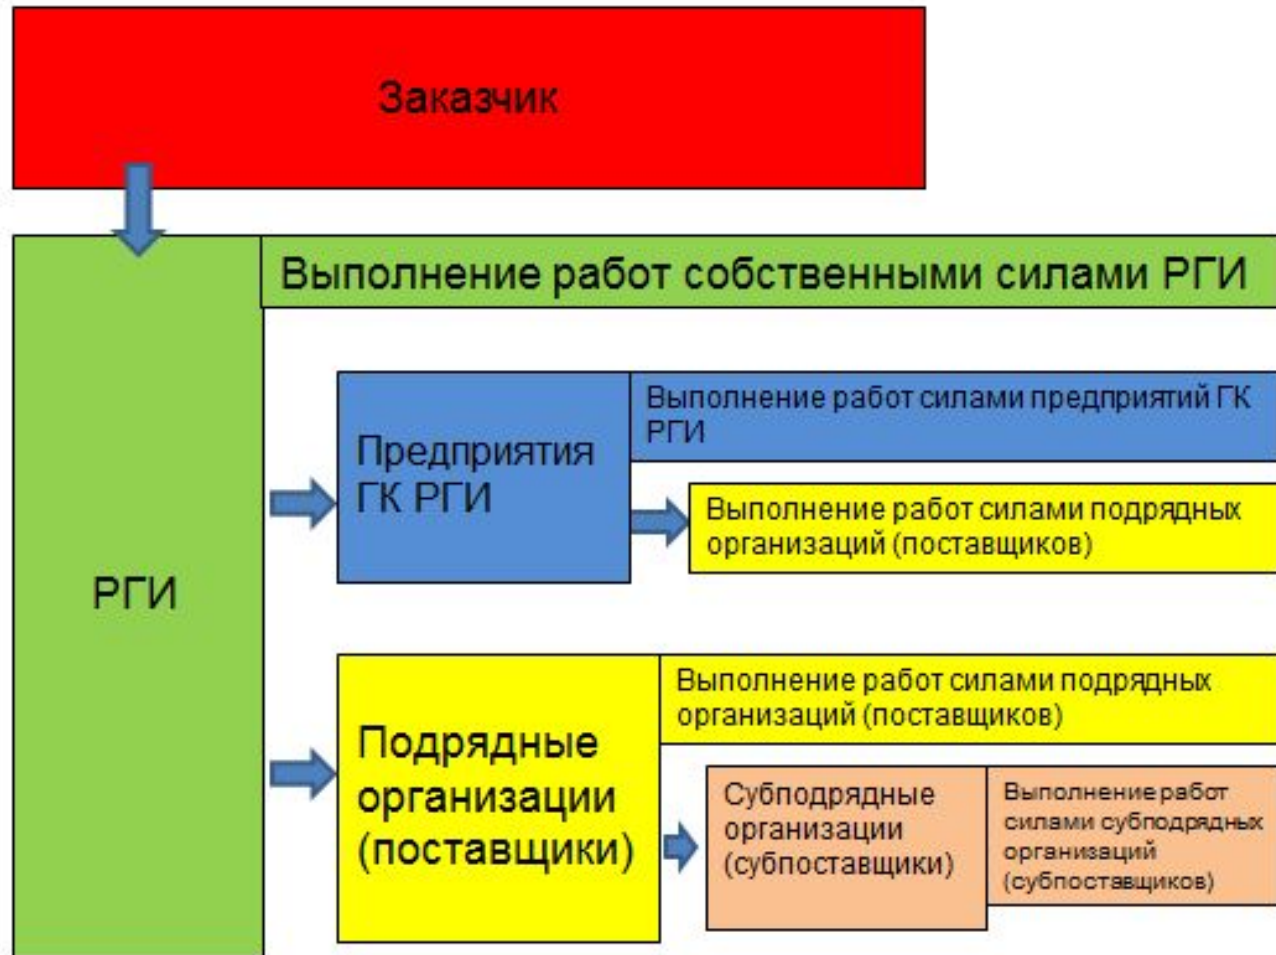 Заказчик
Выполнение работ собственными силами РГИ
РГИ
Предприятия
ГК РГИ
Выполнение работ силами предприятий ГК
РГИ
Выполнение работ силами подрядных
организаций (поставщиков)
Подрядные
организации
(поставщики)
Выполнение работ силами подрядных
организаций (поставщиков)
Субподрядные
организации
(субпоставщики)
Выполнение работ
силами субподрядных
организаций
(субпоставщиков)